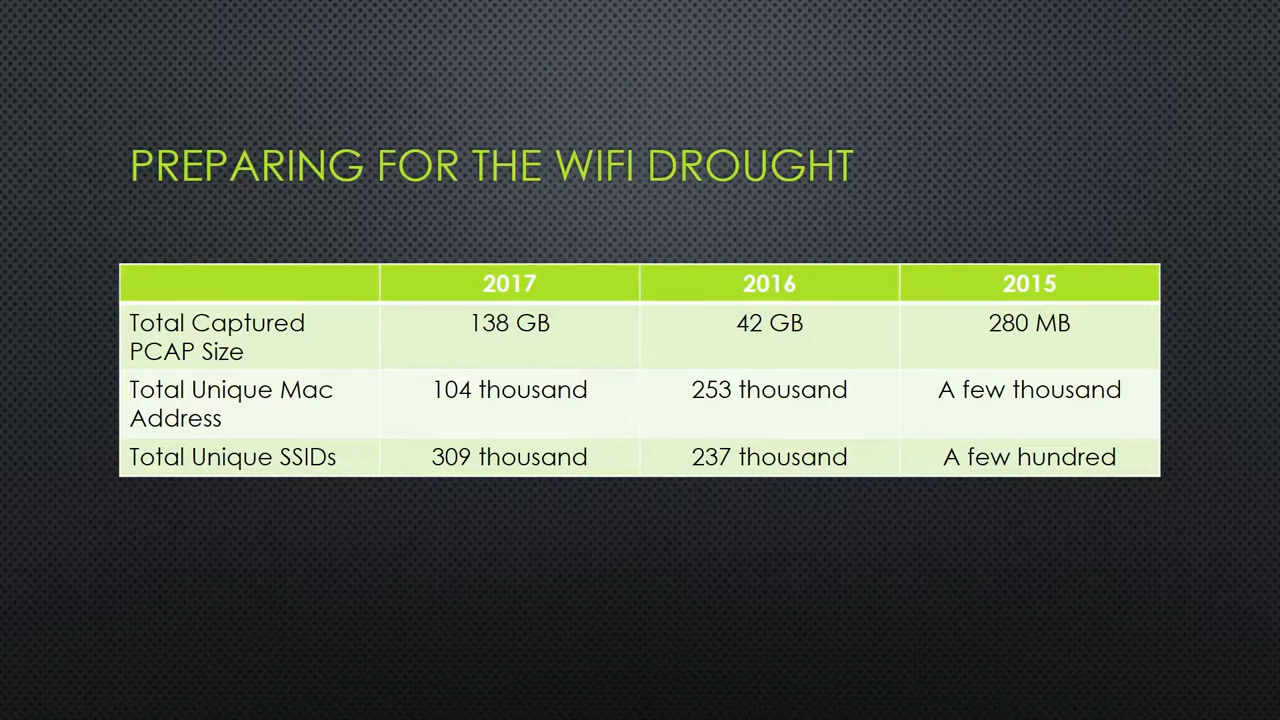 PREPARING FOR THE WIFI DROUGHT
2017 2016 2015
Total Captured 138 GB 42 GB 280 MB
PCAP Size
Total Unique Mac 104 thousand 253 thousand A few thousand
Address
Total Unique SSIDs 309 thousand 237 thousand A few hundred